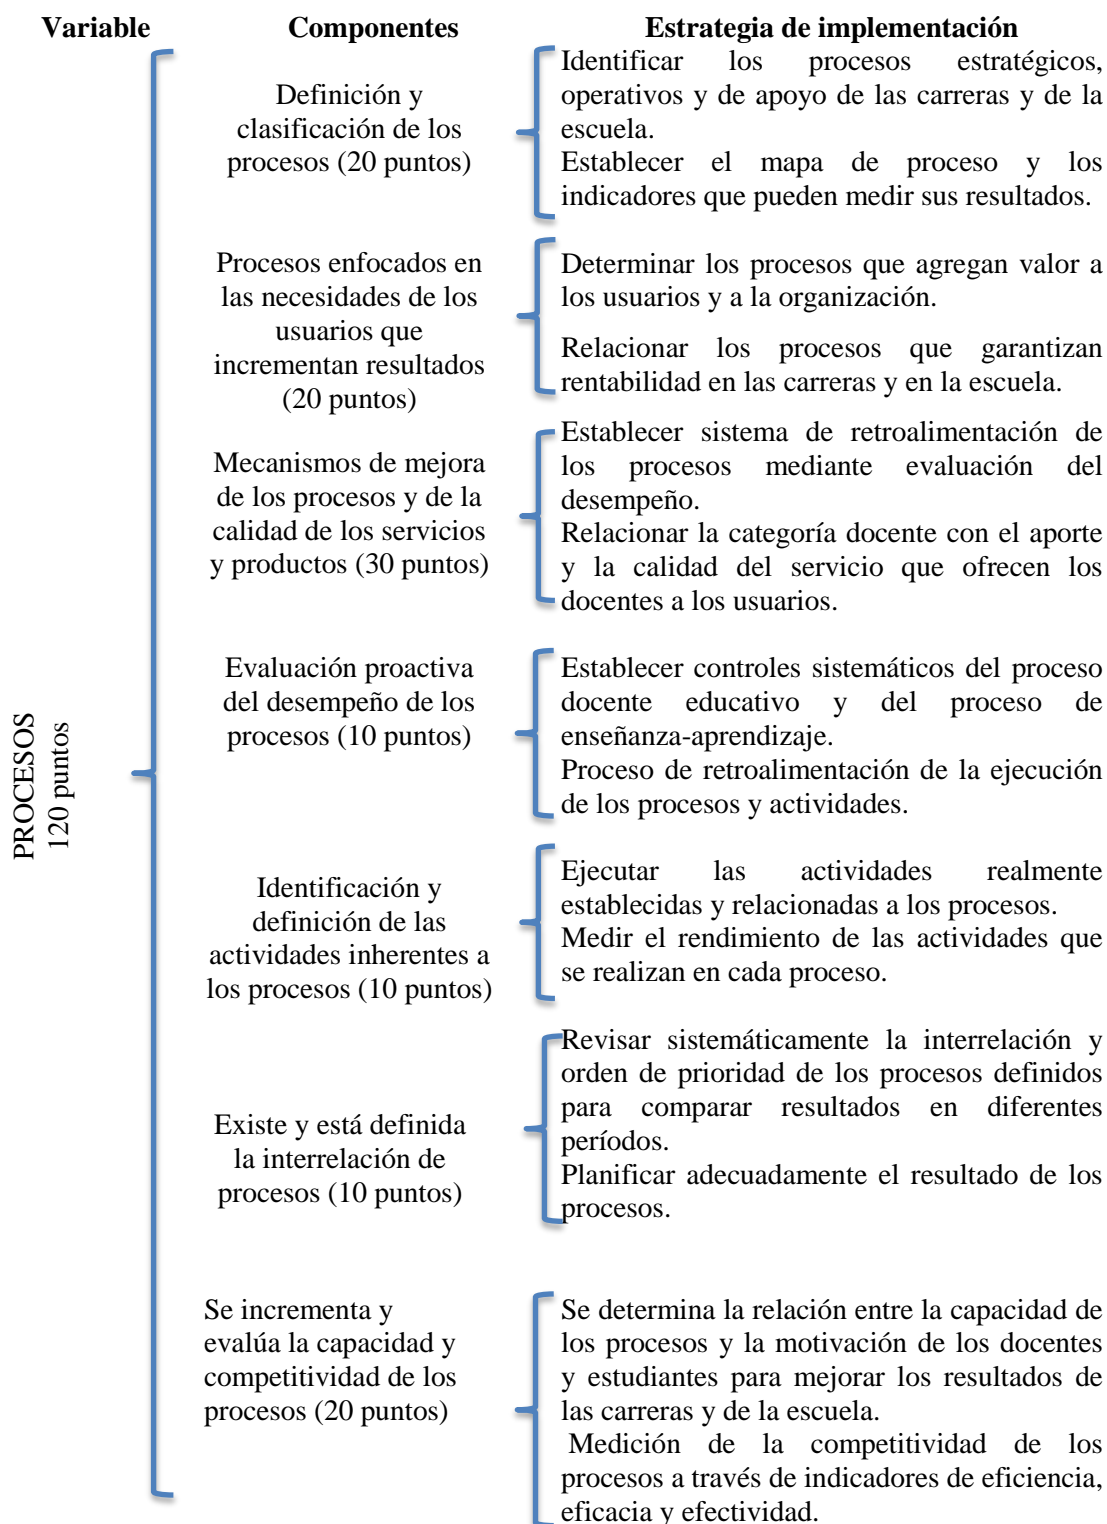 Variable Componentes Estrategia de implementación
PROCESOS
120 puntos
Definición y
clasificación de los
procesos (20 puntos)
Identificar los procesos estratégicos,
operativos y de apoyo de las carreras y de la
escuela.
Establecer el mapa de proceso y los
indicadores que pueden medir sus resultados.
Procesos enfocados en
las necesidades de los
usuarios que
incrementan resultados
(20 puntos)
Determinar los procesos que agregan valor a
los usuarios y a la organización.
Relacionar los procesos que garantizan
rentabilidad en las carreras y en la escuela.
Mecanismos de mejora
de los procesos y de la
calidad de los servicios
y productos (30 puntos)
Establecer sistema de retroalimentación de
los procesos mediante evaluación del
desempeño.
Relacionar la categoría docente con el aporte
y la calidad del servicio que ofrecen los
docentes a los usuarios.
Evaluación proactiva
del desempeño de los
procesos (10 puntos)
Establecer controles sistemáticos del proceso
docente educativo y del proceso de
enseñanza-aprendizaje.
Proceso de retroalimentación de la ejecución
de los procesos y actividades.
Identificación y
definición de las
actividades inherentes a
los procesos (10 puntos)
Ejecutar las actividades realmente
establecidas y relacionadas a los procesos.
Medir el rendimiento de las actividades que
se realizan en cada proceso.
Existe y está definida
la interrelación de
procesos (10 puntos)
Revisar sistemáticamente la interrelación y
orden de prioridad de los procesos definidos
para comparar resultados en diferentes
períodos.
Planificar adecuadamente el resultado de los
procesos.
Se incrementa y
evalúa la capacidad y
competitividad de los
procesos (20 puntos)
Se determina la relación entre la capacidad de
los procesos y la motivación de los docentes
y estudiantes para mejorar los resultados de
las carreras y de la escuela.
Medición de la competitividad de los
procesos a través de indicadores de eficiencia,
eficacia y efectividad.